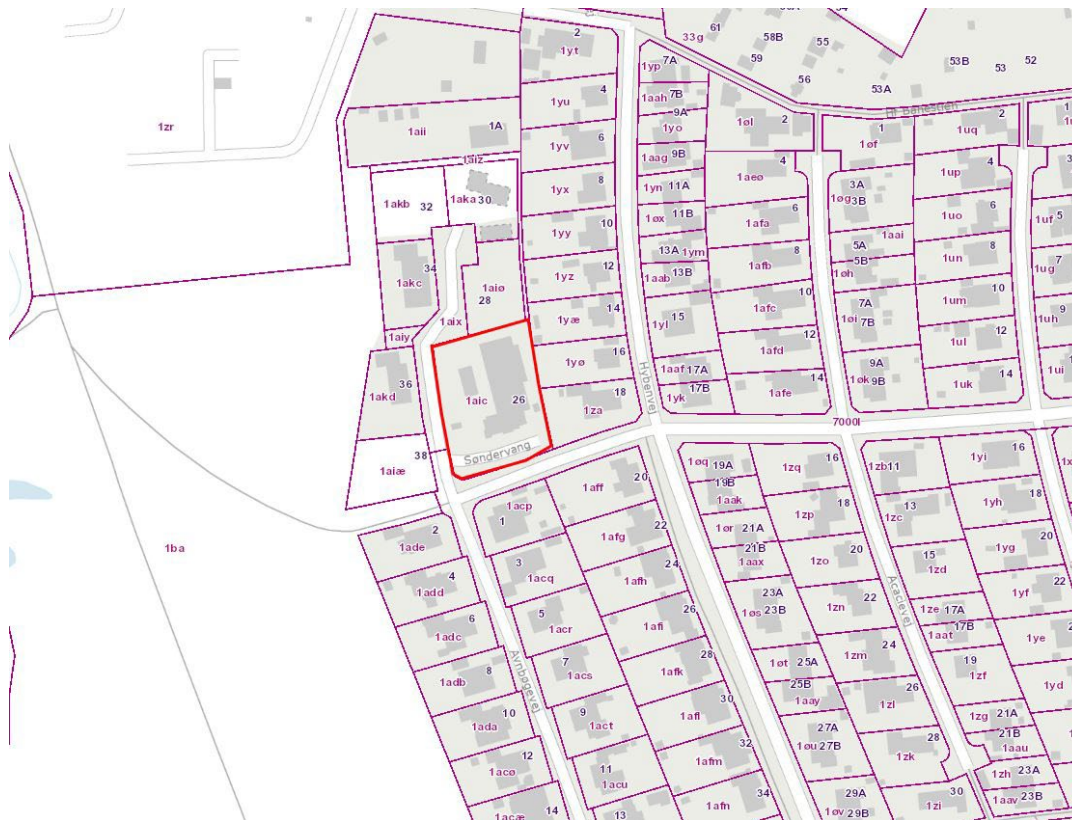 2
1yt
1yu
4
1yv
6
1yx
8
1yy
10
1yz
12
1yæ
14
1yø
16
1za
18
1zr
1aii
1A
1aiz
1akb
32
1aka
30
1akc
34
1aiø
28
1aix
1aiy
1akd
36
1aic
26
Søndervang
1aiæ
38
1ba
33g
61
59
58B
55
56
53A
53B
53
52
Hf. Banestien
1yp
7A
1aah
7B
9A
1yo
1aag
9B
1yn
11A
1øx
11B
13A
1ym
1aab
13B
1yl
15
1aaf
17A
1yk
17B
Hybenvej
1øl
2
1aeø
4
1afa
6
1afb
8
1afc
10
1afd
12
1afe
14
1
1øf
3A
1øg
3B
1aai
5A
5B
1øh
7A
1øi
7B
9A
1øk
9B
1uq
2
1up
4
1uo
6
1un
8
1um
10
1ul
12
1uk
14
1
3
1uf
5
1ug
7
1uh
9
1ui
7000l
1ade
2
1add
4
1adc
6
1adb
8
1ada
10
1acø
12
1acæ
14
Avnbøgevej
1acp
1
3
1acq
5
1acr
7
1acs
9
1act
11
1acu
13
1aff
20
1afg
22
1afh
24
1afi
26
1afk
28
1afl
30
1afm
32
1afn
34
1øq
19A
19B
1aak
1ør
21A
21B
1aax
23A
1øs
23B
1øt
25A
25B
1aay
27A
1øu
27B
29A
1øv
29B
1zq
16
1zp
18
1zo
20
1zn
22
1zm
24
1zl
26
1zk
28
1zi
30
Acacievej
1zb
11
13
1zc
15
1zd
1ze
17A
17B
1aat
19
1zf
1zg
21A
21B
1aau
1zh
23A
1aav
23B
1yi
16
1yh
18
1yg
20
1yf
22
1ye
1yd